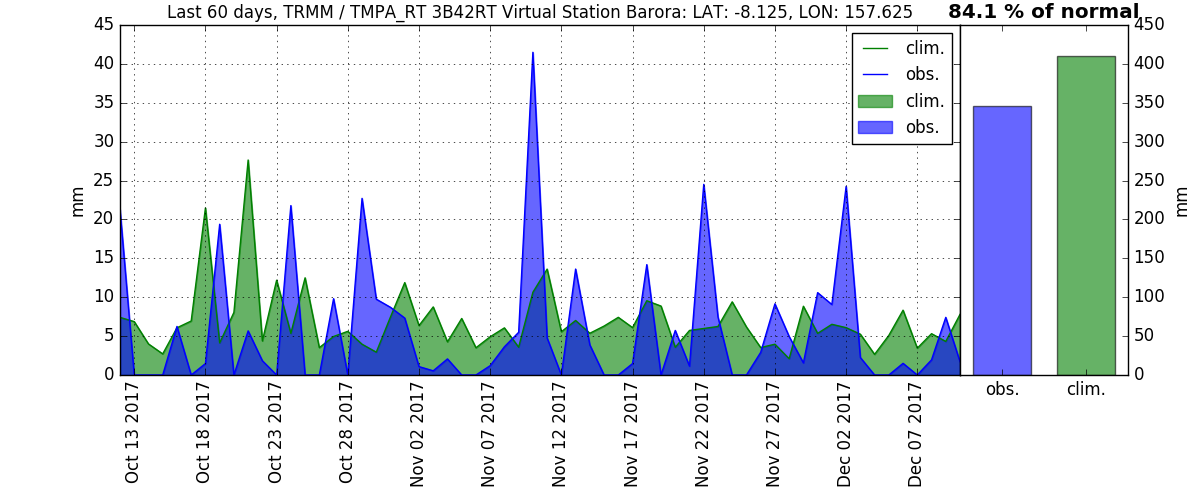 Last 60 days, TRMM / TMPA_RT 3B42RT Virtual Station Barora: LAT: -8.125, LON: 157.625
84.1 % of normal
45
40
35
30
25
20
15
10
5
0
mm
clim.
obs.
clim.
obs.
450
400
350
300
250
200
150
100
50
0
mm
Oct 13 2017
Oct 18 2017
Oct 23 2017
Oct 28 2017
Nov 02 2017
Nov 07 2017
Nov 12 2017
Nov 17 2017
Nov 22 2017
Nov 27 2017
Dec 02 2017
Dec 07 2017
obs.
clim.